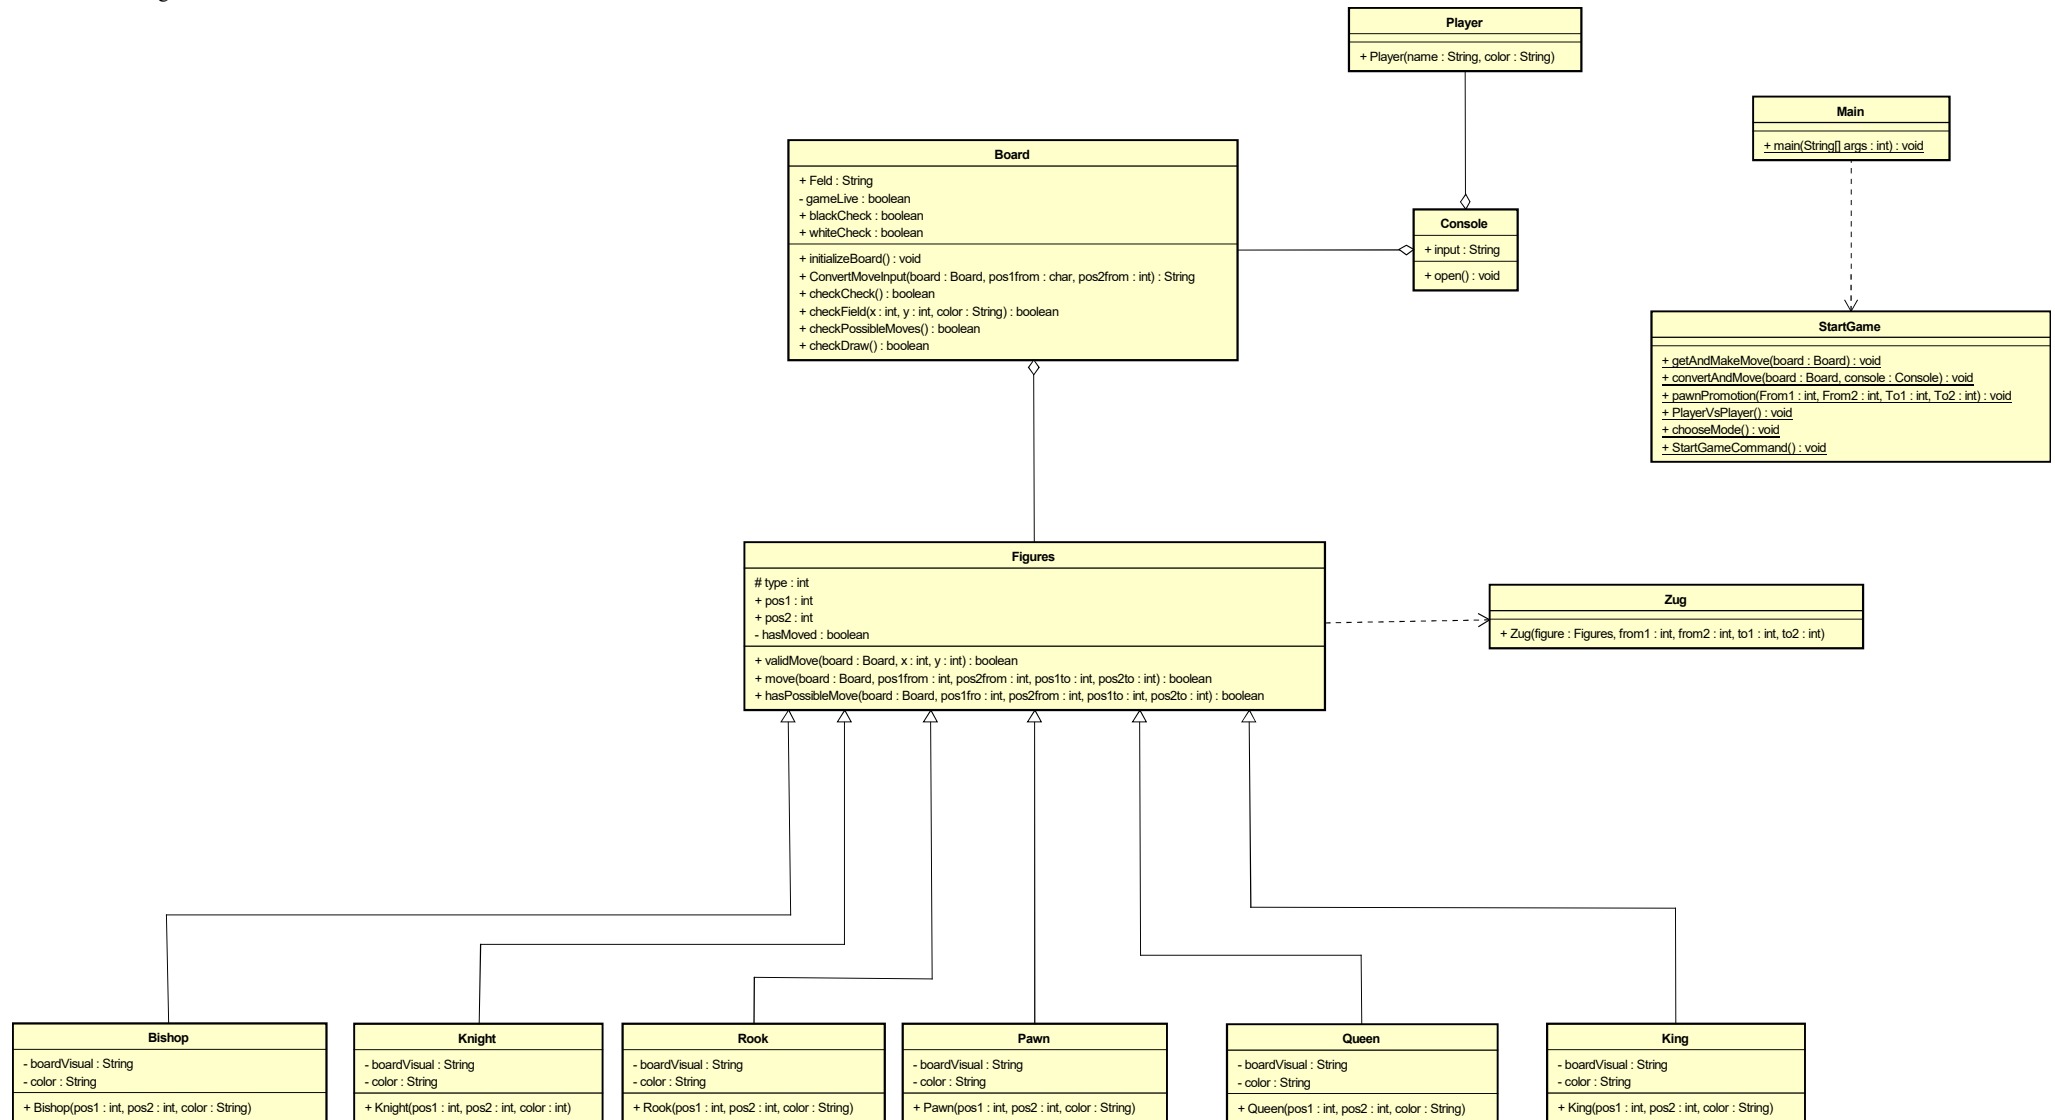 Player
+ Player(name : String, color : String)
Main
+ main(String[] args : int) : void
Board
+ Feld : String
- gameLive : boolean
+ blackCheck : boolean
+ whiteCheck : boolean
+ initializeBoard() : void
+ ConvertMoveInput(board : Board, pos1from : char, pos2from : int) : String
+ checkCheck() : boolean
+ checkField(x : int, y : int, color : String) : boolean
+ checkPossibleMoves() : boolean
+ checkDraw() : boolean
Console
+ input : String
+ open() : void
StartGame
+ getAndMakeMove(board : Board) : void
+ convertAndMove(board : Board, console : Console) : void
+ pawnPromotion(From1 : int, From2 : int, To1 : int, To2 : int) : void
+ PlayerVsPlayer() : void
+ chooseMode() : void
+ StartGameCommand() : void
Figures
# type : int
+ pos1 : int
+ pos2 : int
- hasMoved : boolean
+ validMove(board : Board, x : int, y : int) : boolean
+ move(board : Board, pos1from : int, pos2from : int, pos1to : int, pos2to : int) : boolean
+ hasPossibleMove(board : Board, pos1fro : int, pos2from : int, pos1to : int, pos2to : int) : boolean
Zug
+ Zug(figure : Figures, from1 : int, from2 : int, to1 : int, to2 : int)
Bishop
- boardVisual : String
- color : String
+ Bishop(pos1 : int, pos2 : int, color : String)
Knight
- boardVisual : String
- color : String
+ Knight(pos1 : int, pos2 : int, color : int)
Rook
- boardVisual : String
- color : String
+ Rook(pos1 : int, pos2 : int, color : String)
Pawn
- boardVisual : String
- color : String
+ Pawn(pos1 : int, pos2 : int, color : String)
Queen
- boardVisual : String
- color : String
+ Queen(pos1 : int, pos2 : int, color : String)
King
- boardVisual : String
- color : String
+ King(pos1 : int, pos2 : int, color : String)